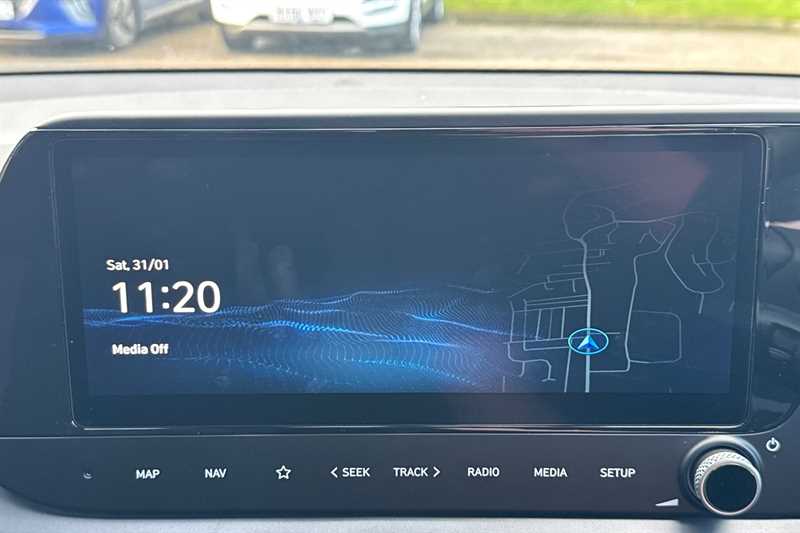 Sat, 31/01
11:20
Media Off
MAP NAV SEEK TRACK RADIO MEDIA SETUP